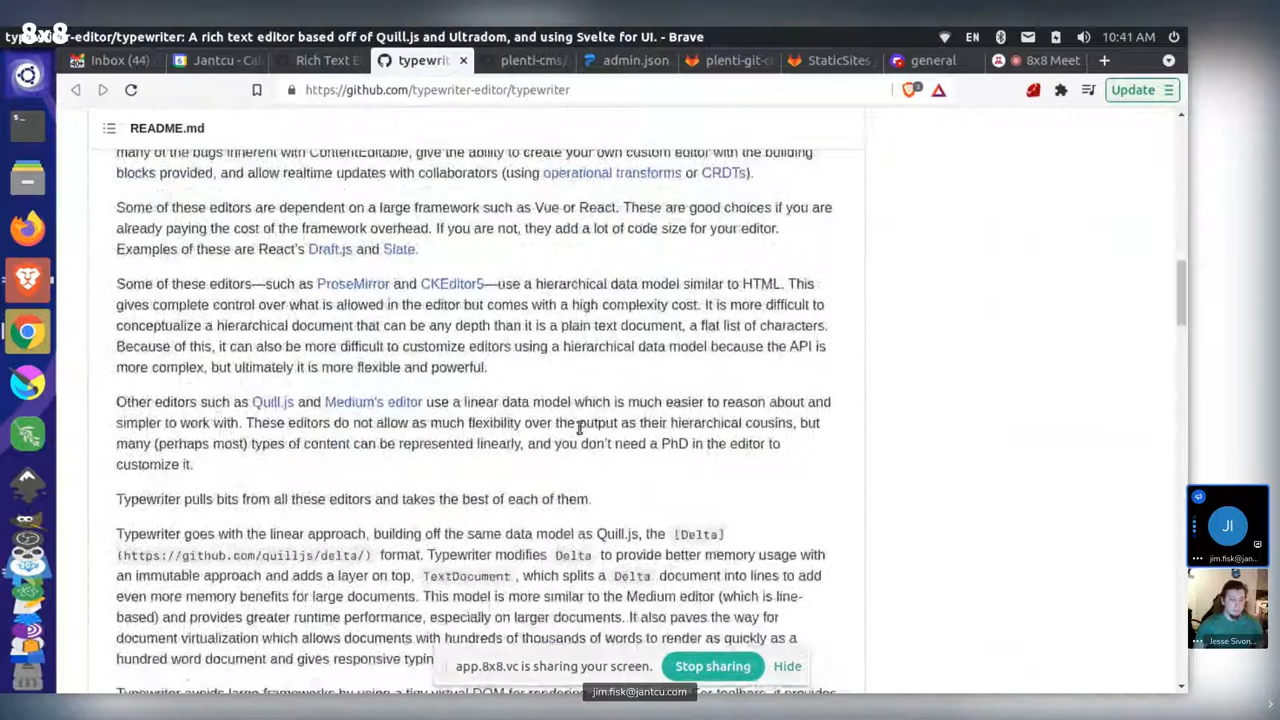 8x8
typewriter-editor/typewriter: A rich text editor based off of Quill.js and Ultradom, and using Svelte for UI. - Brave
EN
10:41 AM
Inbox (44)
Jantcu - Cal
Rich Text E
typewrit
plenti-cms/
admin.json
plenti-git-c
StaticSites
general
8x8 Meet
https://github.com/typewriter-editor/typewriter
Update
README.md
many of the bugs inherent with ContentEditable, give the ability to create your own custom editor with the building
blocks provided, and allow realtime updates with collaborators (using operational transforms or CRDTs).
Some of these editors are dependent on a large framework such as Vue or React. These are good choices if you are
already paying the cost of the framework overhead. If you are not, they add a lot of code size for your editor.
Examples of these are React's Draft.js and Slate.
Some of these editors—such as ProseMirror and CKEditor5—use a hierarchical data model similar to HTML. This
gives complete control over what is allowed in the editor but comes with a high complexity cost. It is more difficult to
conceptualize a hierarchical document that can be any depth than it is a plain text document, a flat list of characters.
Because of this, it can also be more difficult to customize editors using a hierarchical data model because the API is
more complex, but ultimately it is more flexible and powerful.
Other editors such as Quill.js and Medium's editor use a linear data model which is much easier to reason about and
simpler to work with. These editors do not allow as much flexibility over the output as their hierarchical cousins, but
many (perhaps most) types of content can be represented linearly, and you don't need a PhD in the editor to
customize it.
Typewriter pulls bits from all these editors and takes the best of each of them.
Typewriter goes with the linear approach, building off the same data model as Quill.js, the [Delta]
(https://github.com/quilljs/delta/) format. Typewriter modifies Delta to provide better memory usage with
an immutable approach and adds a layer on top, TextDocument, which splits a Delta document into lines to add
even more memory benefits for large documents. This model is more similar to the Medium editor (which is line-
based) and provides greater runtime performance, especially on larger documents. It also paves the way for
document virtualization which allows documents with hundreds of thousands of words to render as quickly as a
hundred word document and gives responsive typin
Typewriter avoids large frameworks by using a tiny virtual DOM for rendering For toolbars, it provides
app.8x8.vc is sharing your screen.
Stop sharing
Hide
jim.fisk@jantcu.com
JI
jim.fisk@jan...
Jesse Sivon...